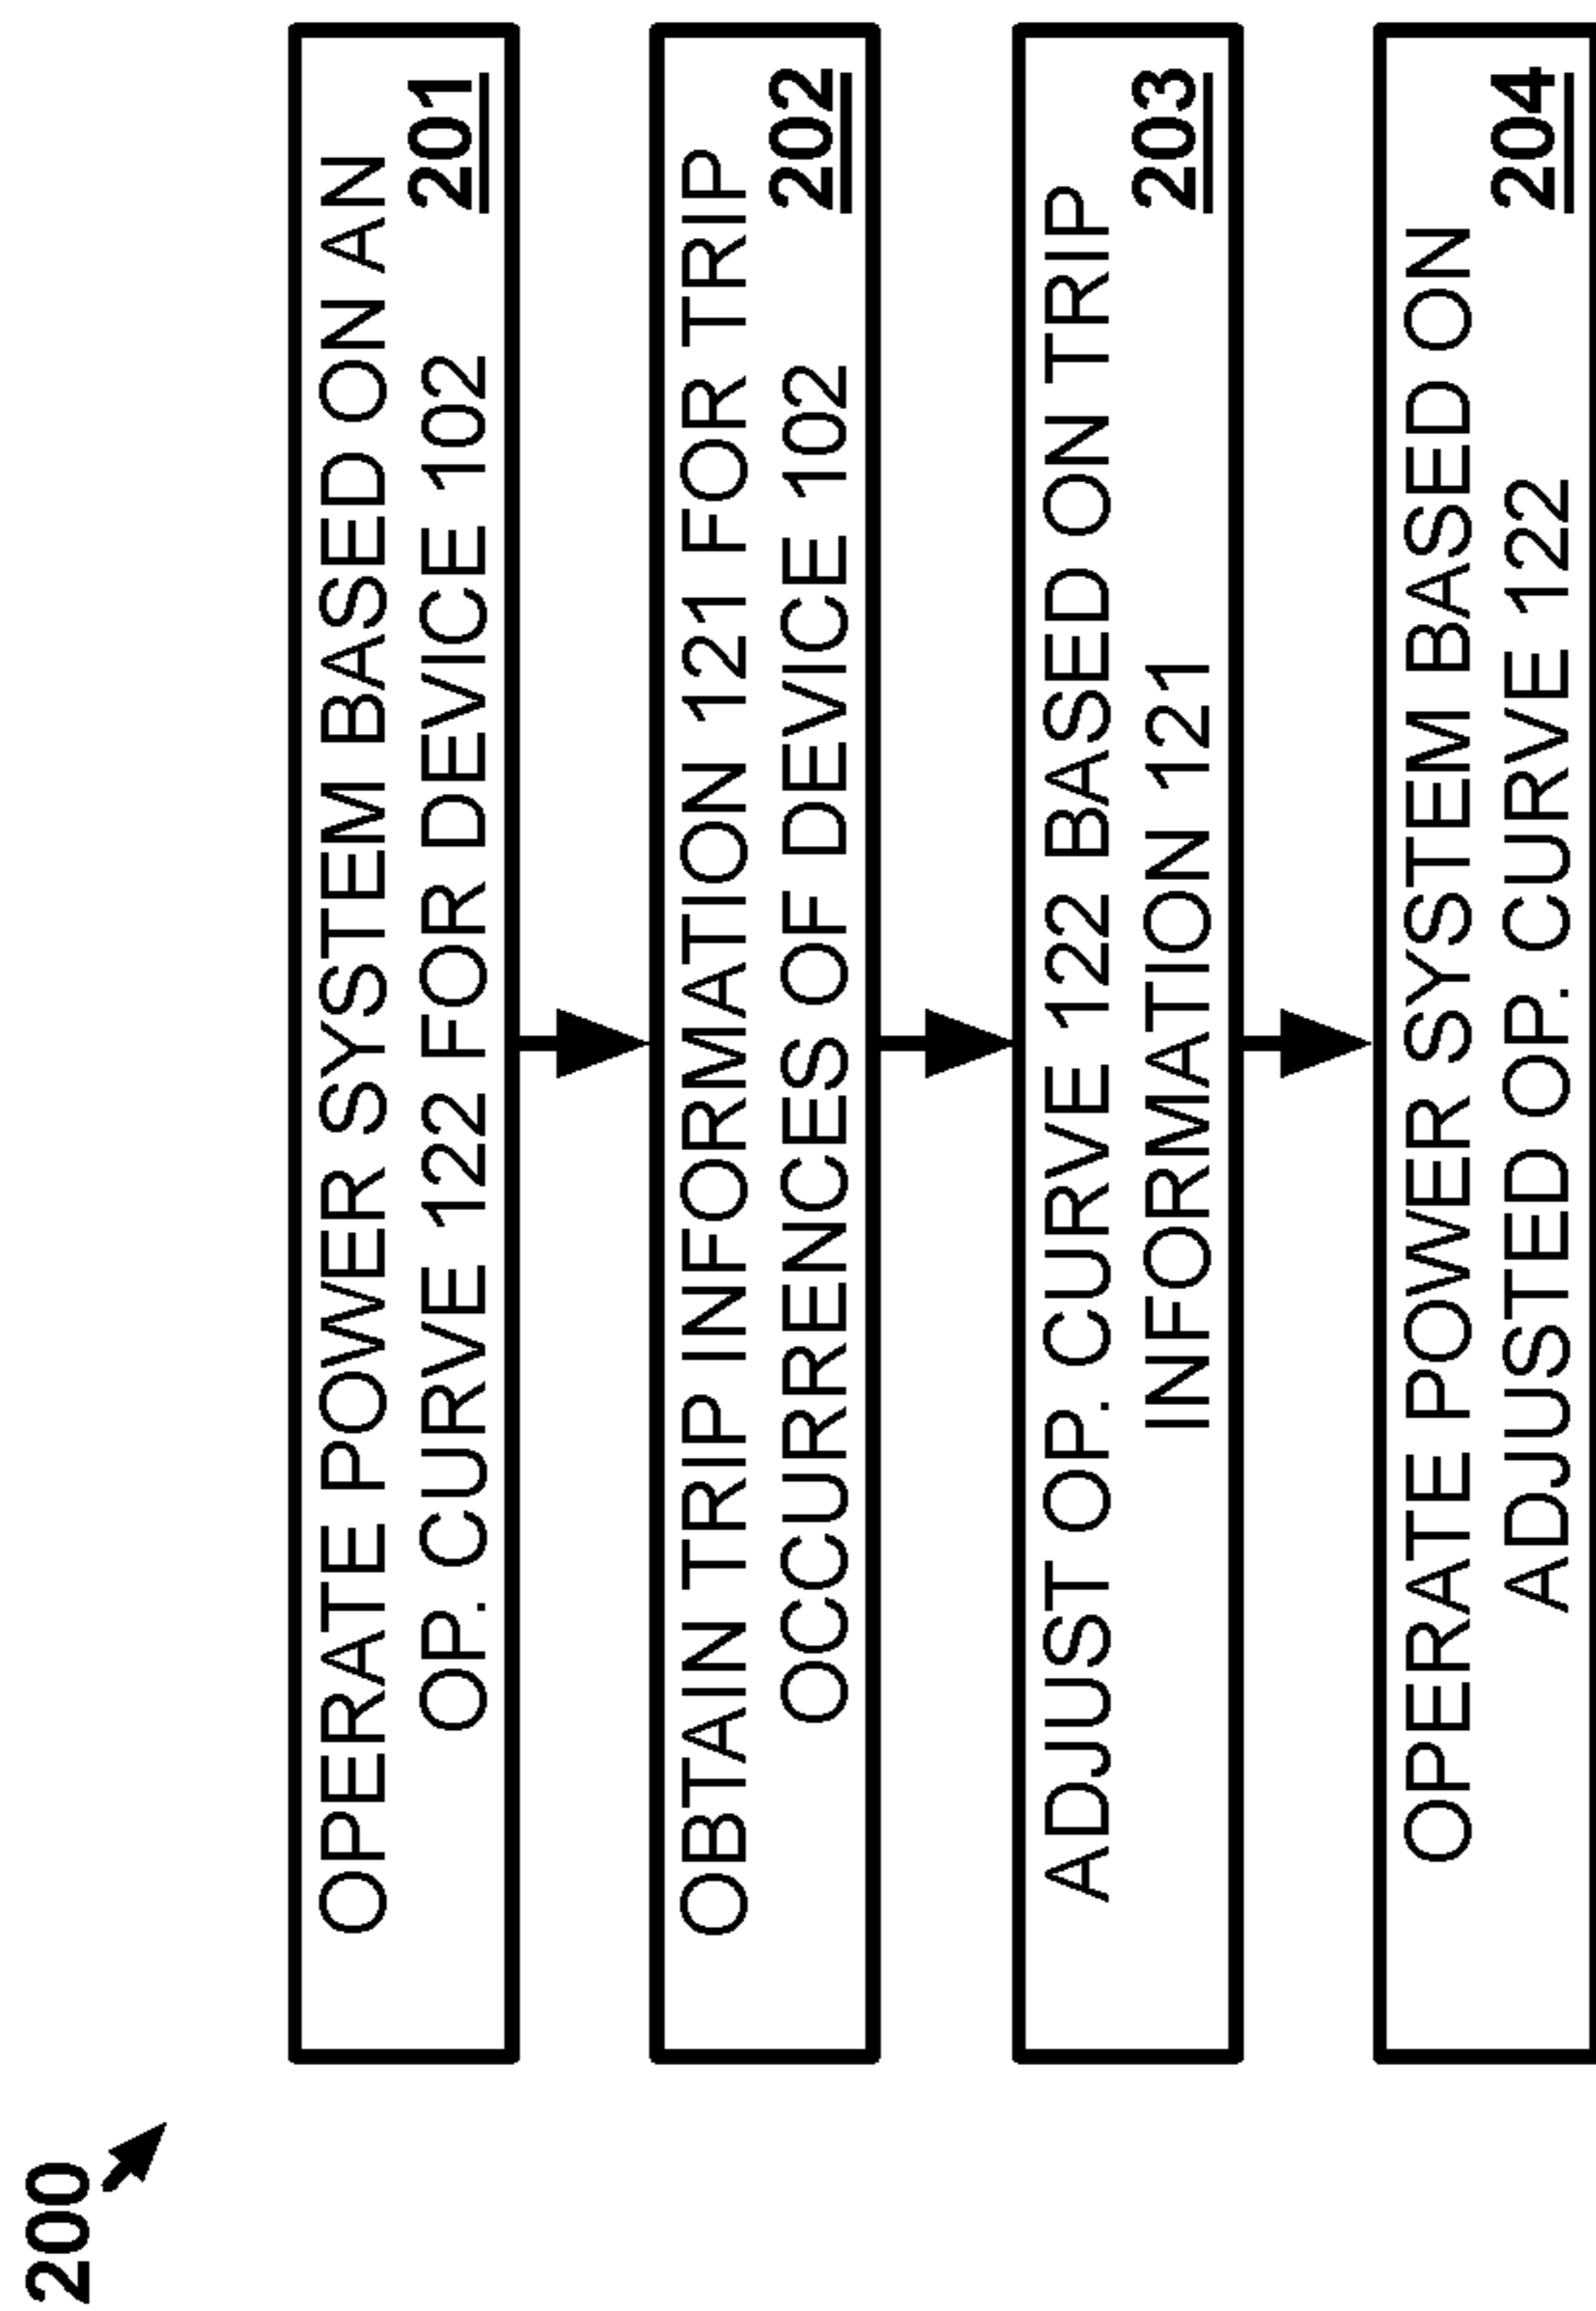 200
OPERATE POWER SYSTEM BASED ON AN
OP. CURVE 122 FOR DEVICE 102
201
OBTAIN TRIP INFORMATION 121 FOR TRIP
OCCURRENCES OF DEVICE 102
202
ADJUST OP. CURVE 122 BASED ON TRIP
INFORMATION 121
203
OPERATE POWER SYSTEM BASED ON
ADJUSTED OP. CURVE 122
204